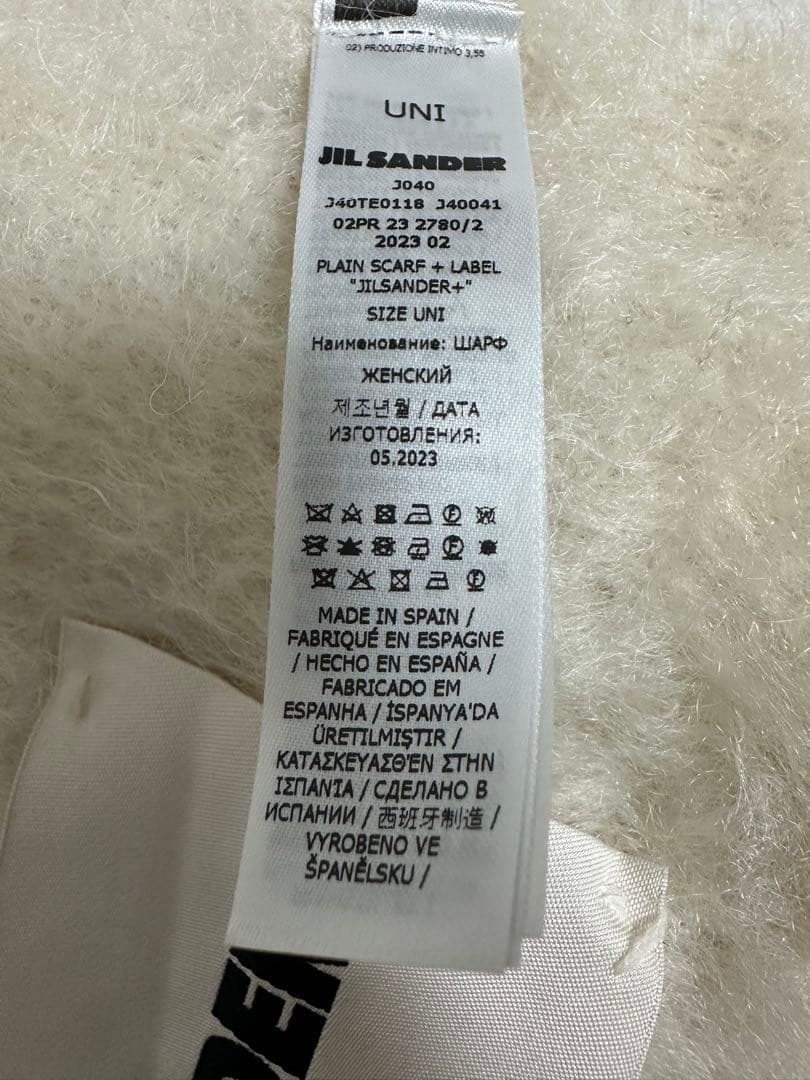 02) PRODUZIONE INTIMO 3,55
UNI
JIL SANDER
J040
J40TE0118 J40041
02PR 23 2780/2
2023 02
PLAIN SCARF + LABEL
"JILSANDER+"
SIZE UNI
Наименование: ШАРФ
ЖЕНСКИЙ
제조년월 / ДАТА
ИЗГОТОВЛЕНИЯ:
05.2023
MADE IN SPAIN /
FABRIQUÉ EN ESPAGNE
/ HECHO EN ESPAÑA /
FABRICADO EM
ESPANHA / İSPANYA'DA
ÜRETILMIŞTIR /
ΚΑΤΑΣΚΕΥΑΣΘΈΝ ΣΤΗΝ
ΙΣΠΑΝΙΑ / СДЕЛАНО В
ИСПАНИИ / 西班牙制造 /
VYROBENO VE
ŠPANĚLSKU /
DER